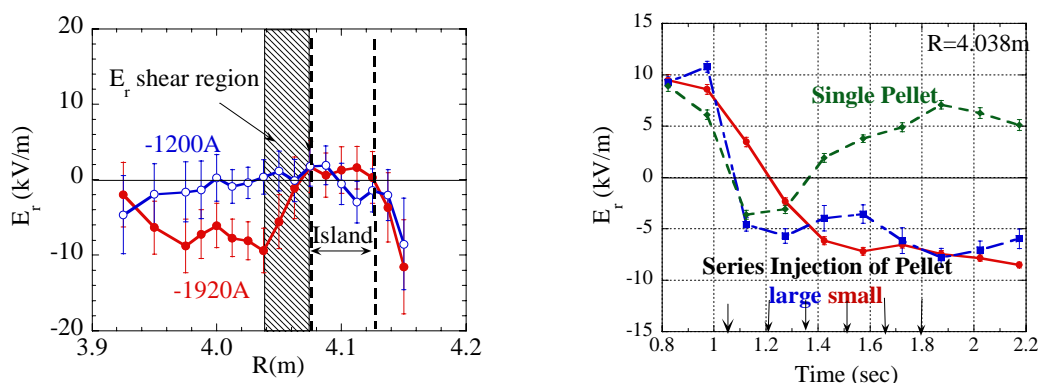 20
10
0
-10
-20
E_r (kV/m)
E_r shear region
-1200A
-1920A
Island
3.9
4.0
4.1
4.2
R(m)
15
10
5
0
-5
-10
-15
E_r (kV/m)
R=4.038m
Single Pellet
Series Injection of Pellet
large small
0.8
1
1.2
1.4
1.6
1.8
2
2.2
Time (sec)